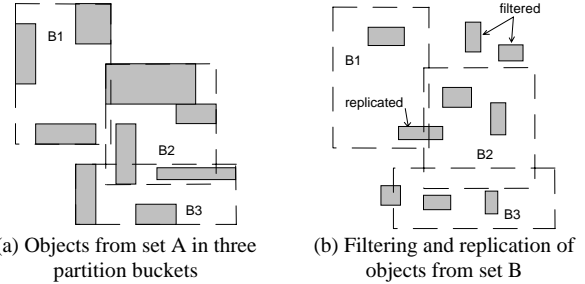 B1
B2
B3
filtered
B1
replicated
B2
B3
(a) Objects from set A in three
partition buckets
(b) Filtering and replication of
objects from set B